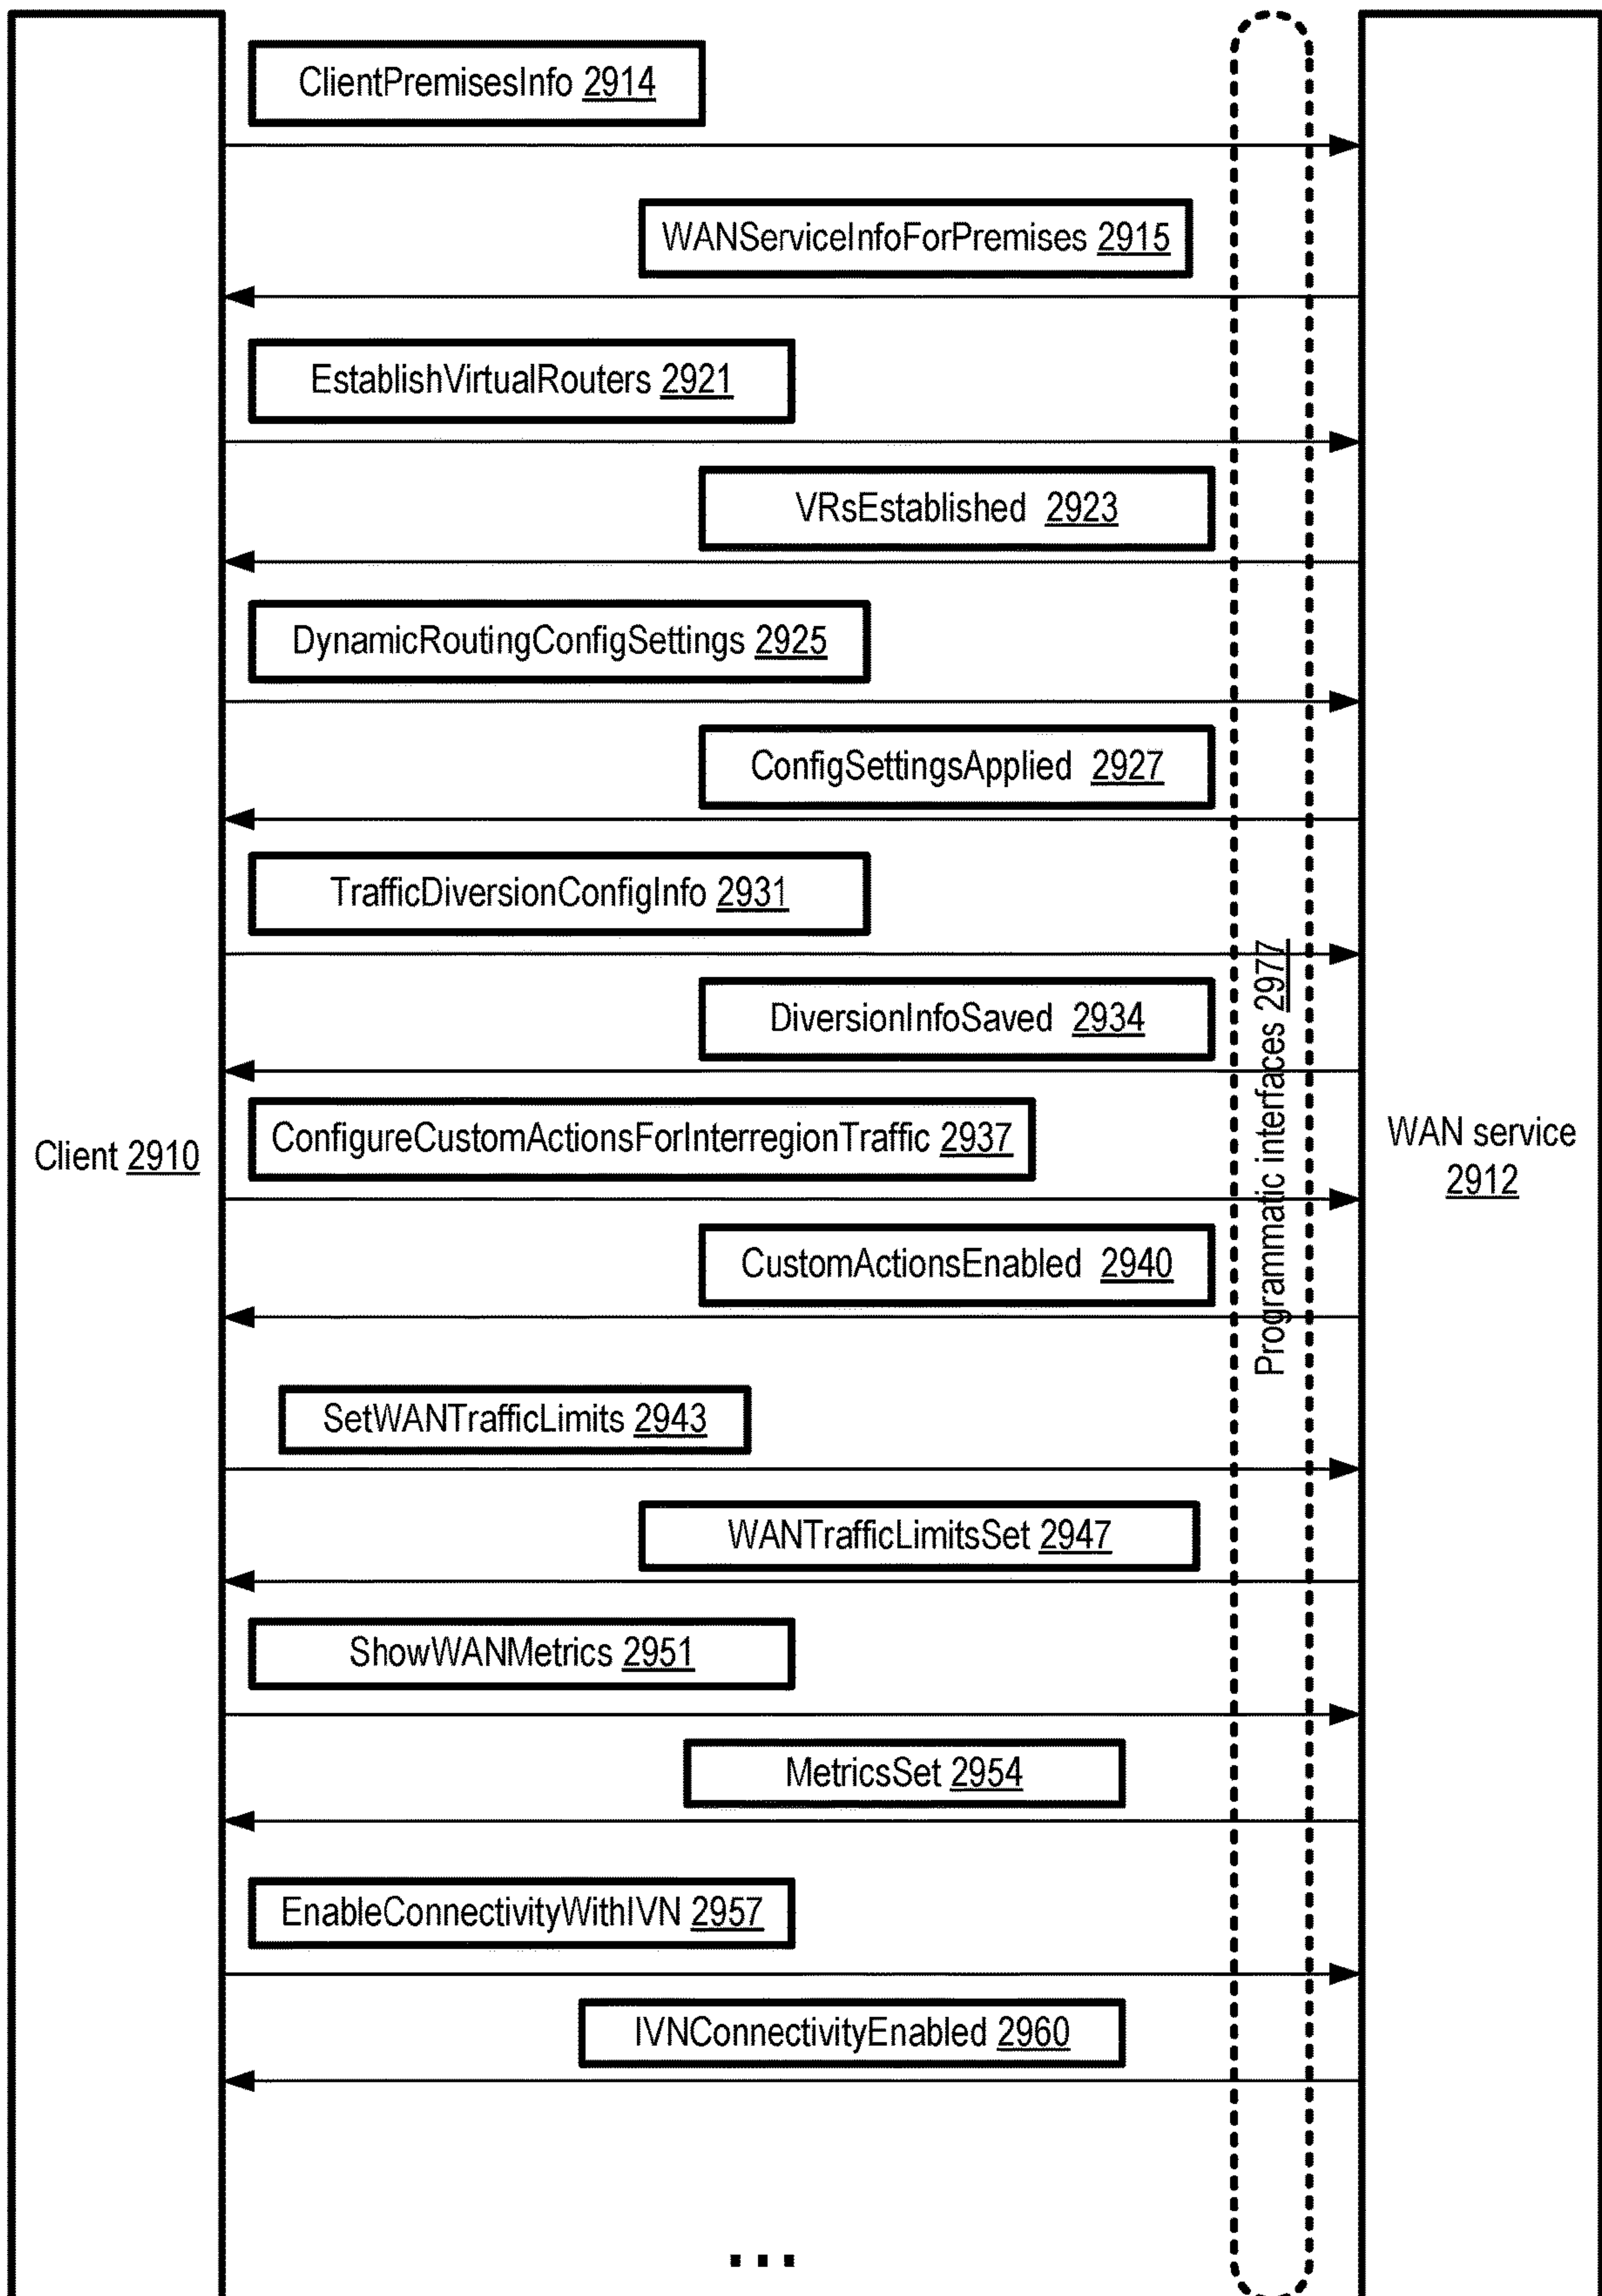 ClientPremisesInfo 2914
WANServiceInfoForPremises 2915
EstablishVirtualRouters 2921
VRsEstablished 2923
DynamicRoutingConfigSettings 2925
ConfigSettingsApplied 2927
TrafficDiversionConfigInfo 2931
DiversionInfoSaved 2934
ConfigureCustomActionsForInterregionTraffic 2937
Client 2910
Programmatic interfaces 2977
WAN service
2912
CustomActionsEnabled 2940
SetWANTrafficLimits 2943
WANTrafficLimitsSet 2947
ShowWANMetrics 2951
MetricsSet 2954
EnableConnectivityWithIVN 2957
IVNConnectivityEnabled 2960
...